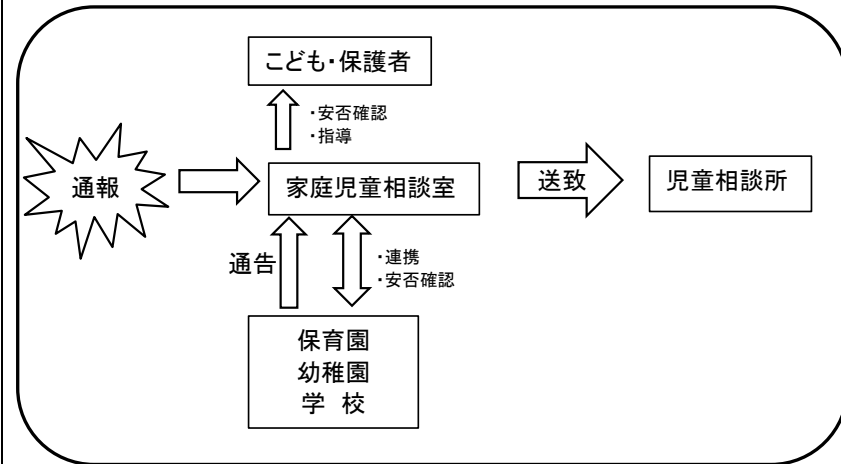 こども・保護者
・安否確認
・指導
通報
家庭児童相談室
送致
児童相談所
通告
・連携
・安否確認
保育園
幼稚園
学 校